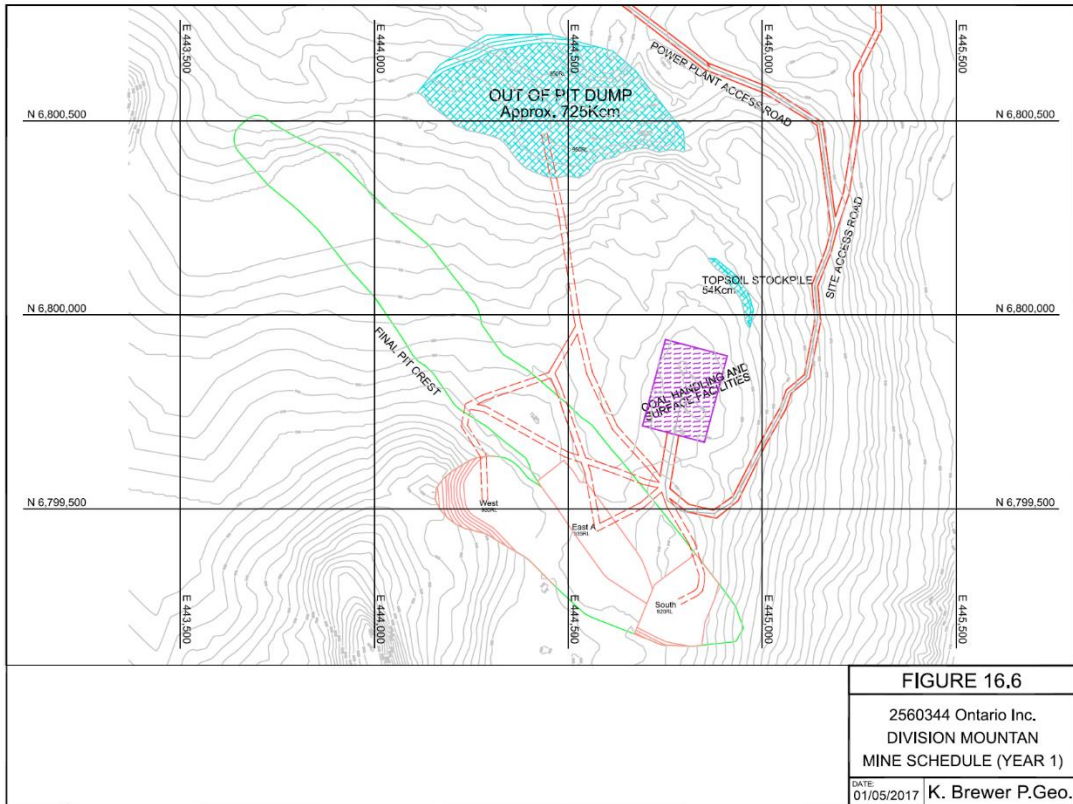 E 443,500
E 444,000
E 444,500
E 445,000
E 445,500
POWER PLANT ACCESS ROAD
OUT OF PIT DUMP
Approx. 725Kcm
N 6,800,500
N 6,800,500
SITE ACCESS ROAD
TOPSOIL STOCKPILE
54Kcm
N 6,800,000
N 6,800,000
FINAL PIT CREST
COAL HANDLING AND
SURFACE FACILITIES
N 6,799,500
N 6,799,500
West
East A
South
920RL
E 443,500
E 444,000
E 444,500
E 445,000
E 445,500
FIGURE 16.6
2560344 Ontario Inc.
DIVISION MOUNTAN
MINE SCHEDULE (YEAR 1)
DATE:
01/05/2017
K. Brewer P.Geo.